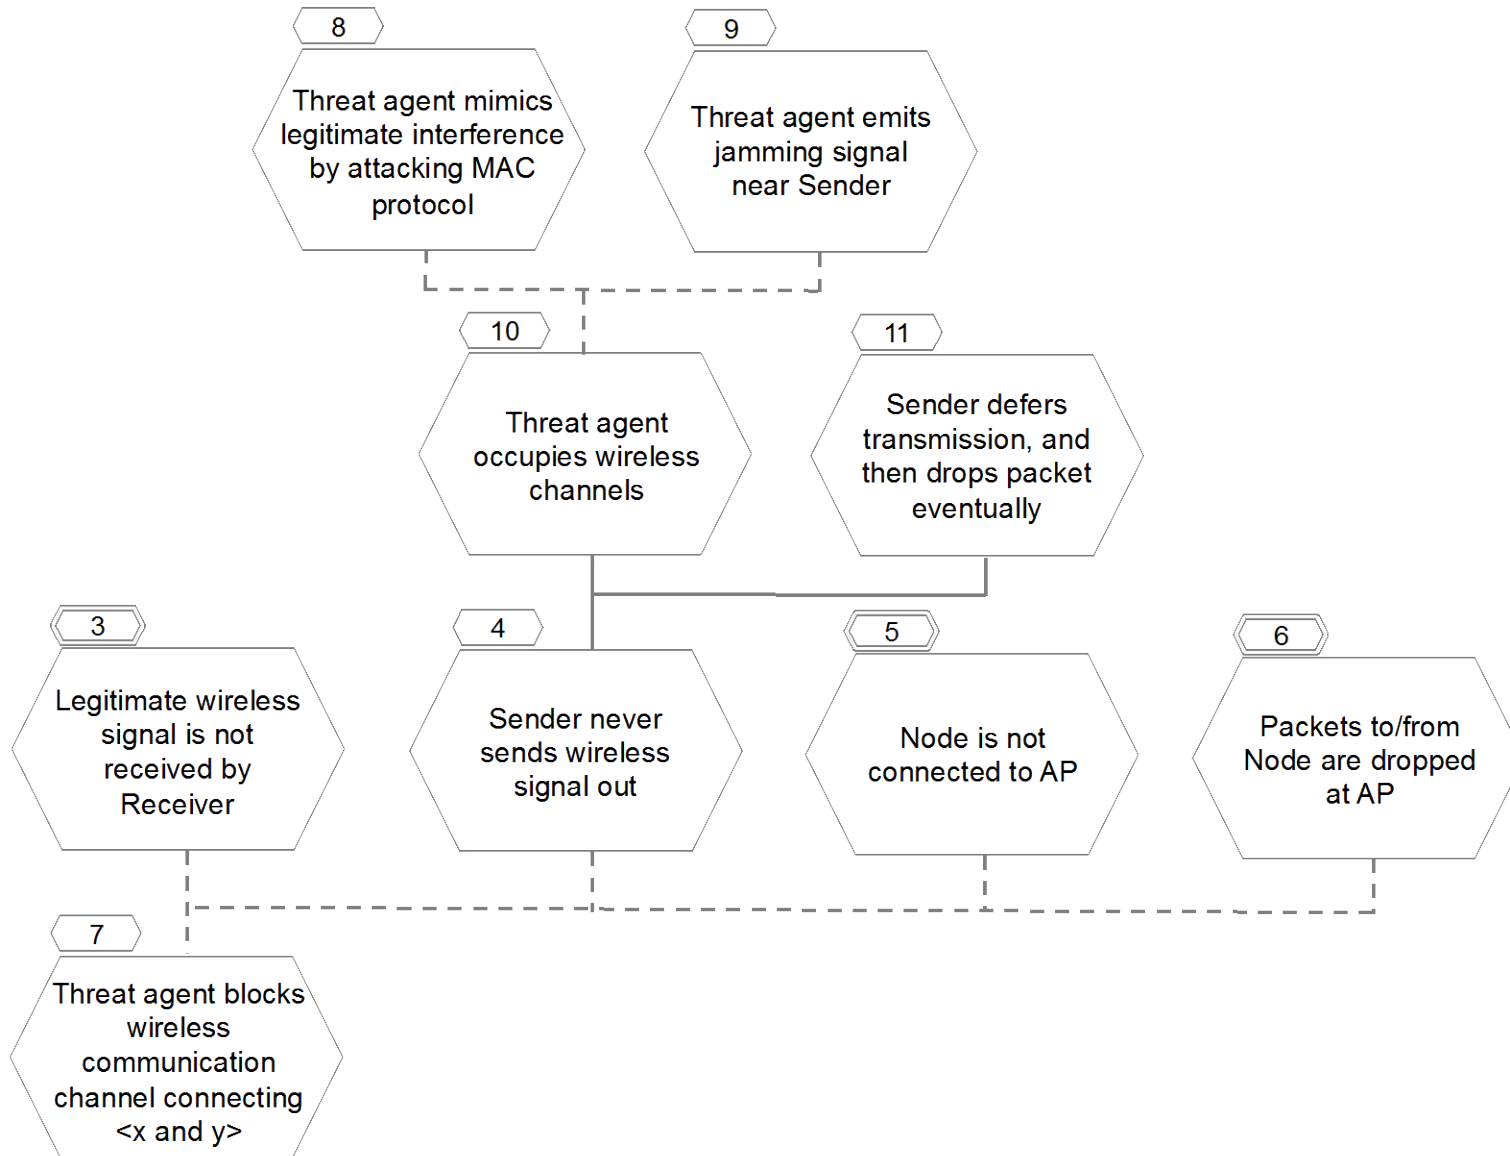 8
Threat agent mimics
legitimate interference
by attacking MAC
protocol
9
Threat agent emits
jamming signal
near Sender
10
Threat agent
occupies wireless
channels
11
Sender defers
transmission, and
then drops packet
eventually
3
Legitimate wireless
signal is not
received by
Receiver
4
Sender never
sends wireless
signal out
5
Node is not
connected to AP
6
Packets to/from
Node are dropped
at AP
7
Threat agent blocks
wireless
communication
channel connecting
<x and y>